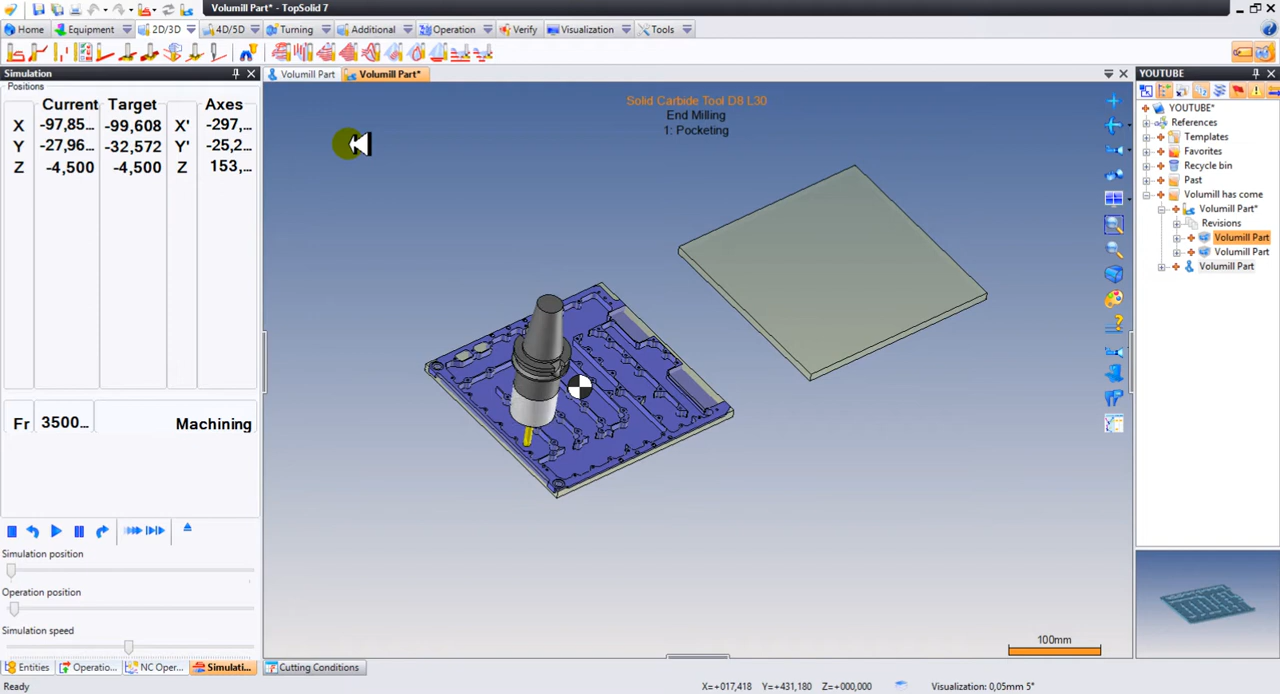 Volumill Part* - TopSolid 7
Home Equipment 2D/3D 4D/5D Turning Additional Operation Verify Visualization Tools
Simulation
Volumill Part Volumill Part*
YOUTUBE
Positions
Current Target Axes
X -97,85... -99,608 X' -297,...
Y -27,96... -32,572 Y' -25,2...
Z -4,500 -4,500 Z 153,...
Fr 3500... Machining
Simulation position
Operation position
Simulation speed
Entities Operatio... NC Oper... Simulati...
Cutting Conditions
Ready
Solid Carbide Tool D8 L30
End Milling
1: Pocketing
100mm
YOUTUBE*
References
Templates
Favorites
Recycle bin
Past
Volumill has come
Volumill Part*
Revisions
Volumill Part
Volumill Part
Volumill Part
X=+017,418 Y=+431,180 Z=+000,000 Visualization: 0,05mm 5°